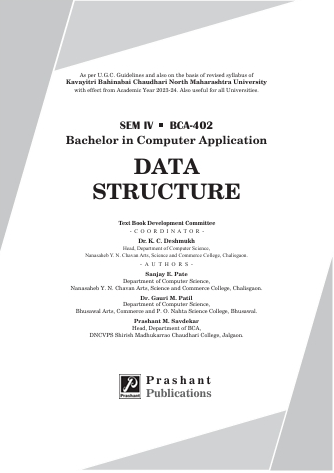 As per U.G.C. Guidelines and also on the basis of revised syllabus of
Kavayitri Bahinabai Chaudhari North Maharashtra University
with effect from Academic Year 2023-24. Also useful for all Universities.
SEM IV ▪ BCA-402
Bachelor in Computer Application
DATA
STRUCTURE
Text Book Development Committee
- COORDINATOR -
Dr. K. C. Deshmukh
Head, Department of Computer Science,
Nanasaheb Y. N. Chavan Arts, Science and Commerce College, Chalisgaon.
- AUTHORS -
Sanjay E. Pate
Department of Computer Science,
Nanasaheb Y. N. Chavan Arts, Science and Commerce College, Chalisgaon.
Dr. Gauri M. Patil
Department of Computer Science,
Bhusawal Arts, Commerce and P. O. Nahta Science College, Bhusawal.
Prashant M. Savdekar
Head, Department of BCA,
DNCVPS Shirish Madhukarrao Chaudhari College, Jalgaon.
Prashant
Publications